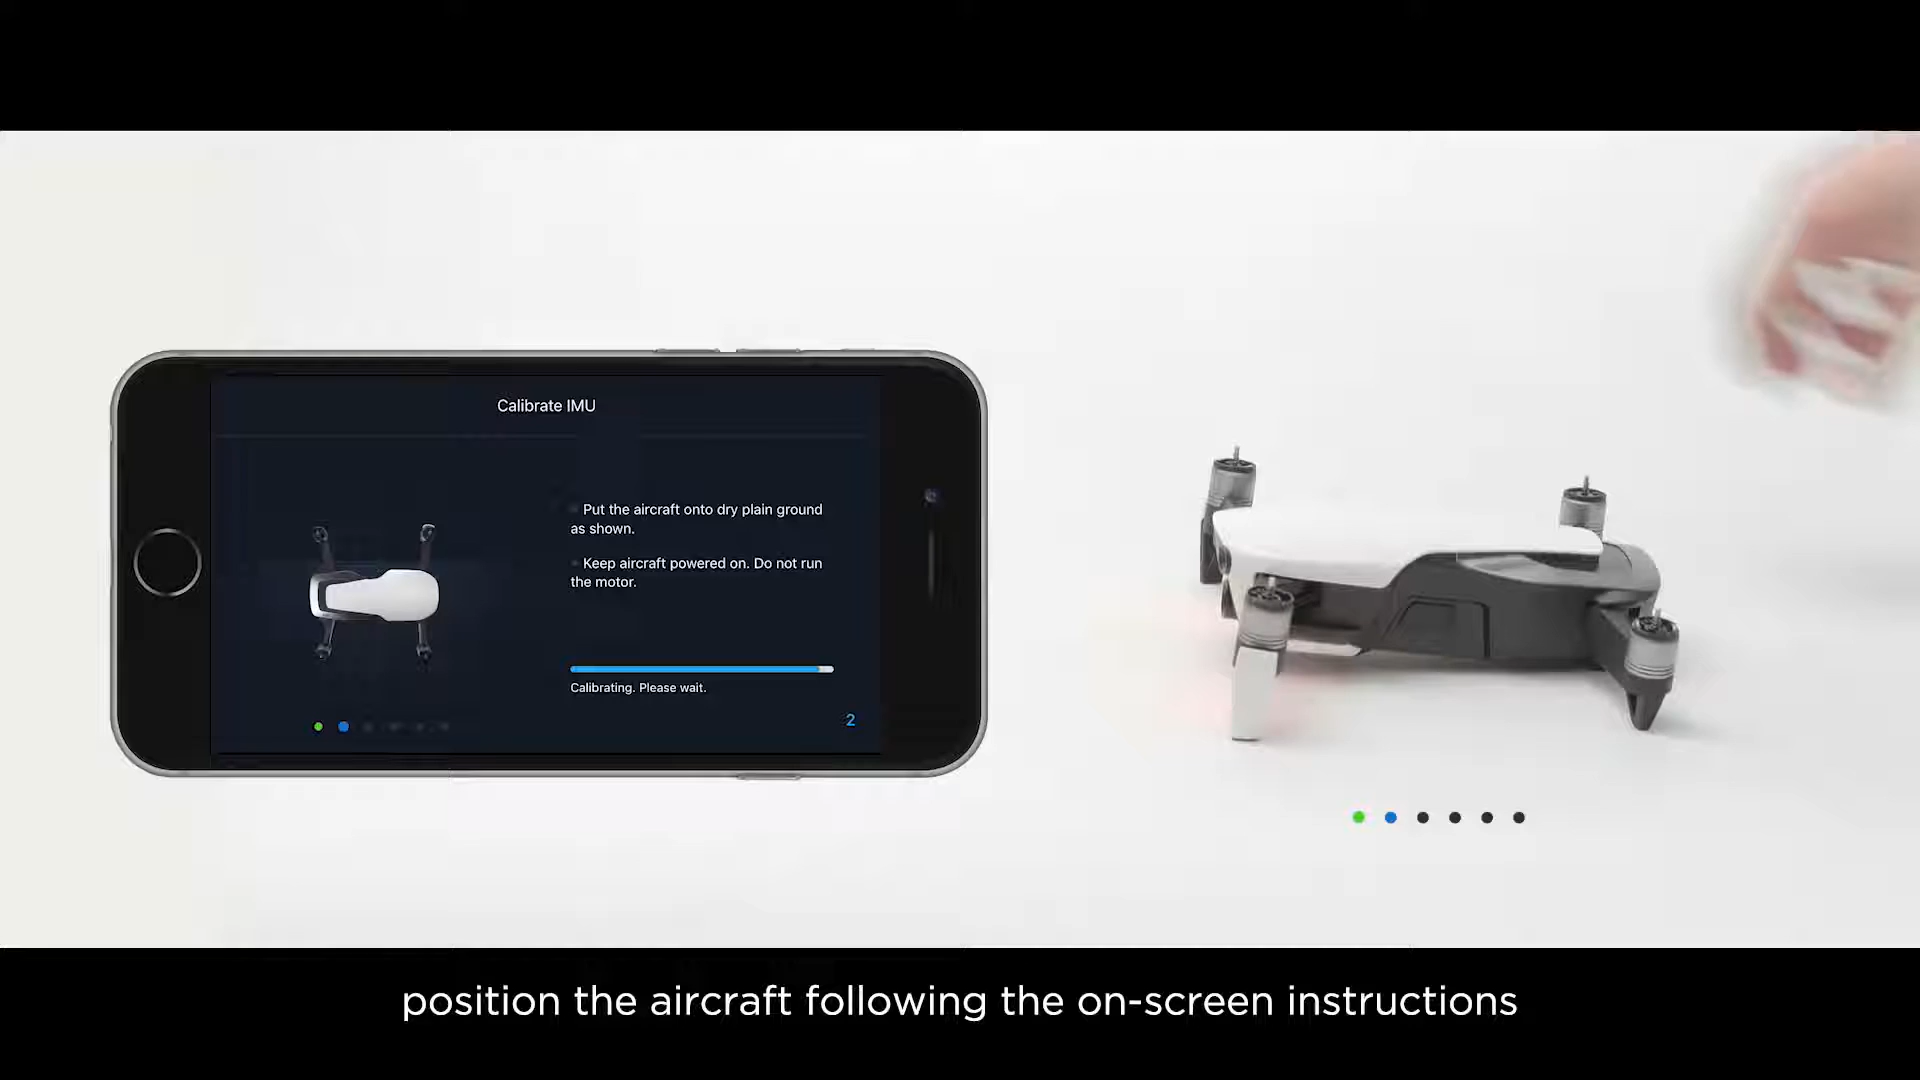 Calibrate IMU
Put the aircraft onto dry plain ground
as shown.
Keep aircraft powered on. Do not run
the motor.
Calibrating. Please wait.
2
position the aircraft following the on-screen instructions